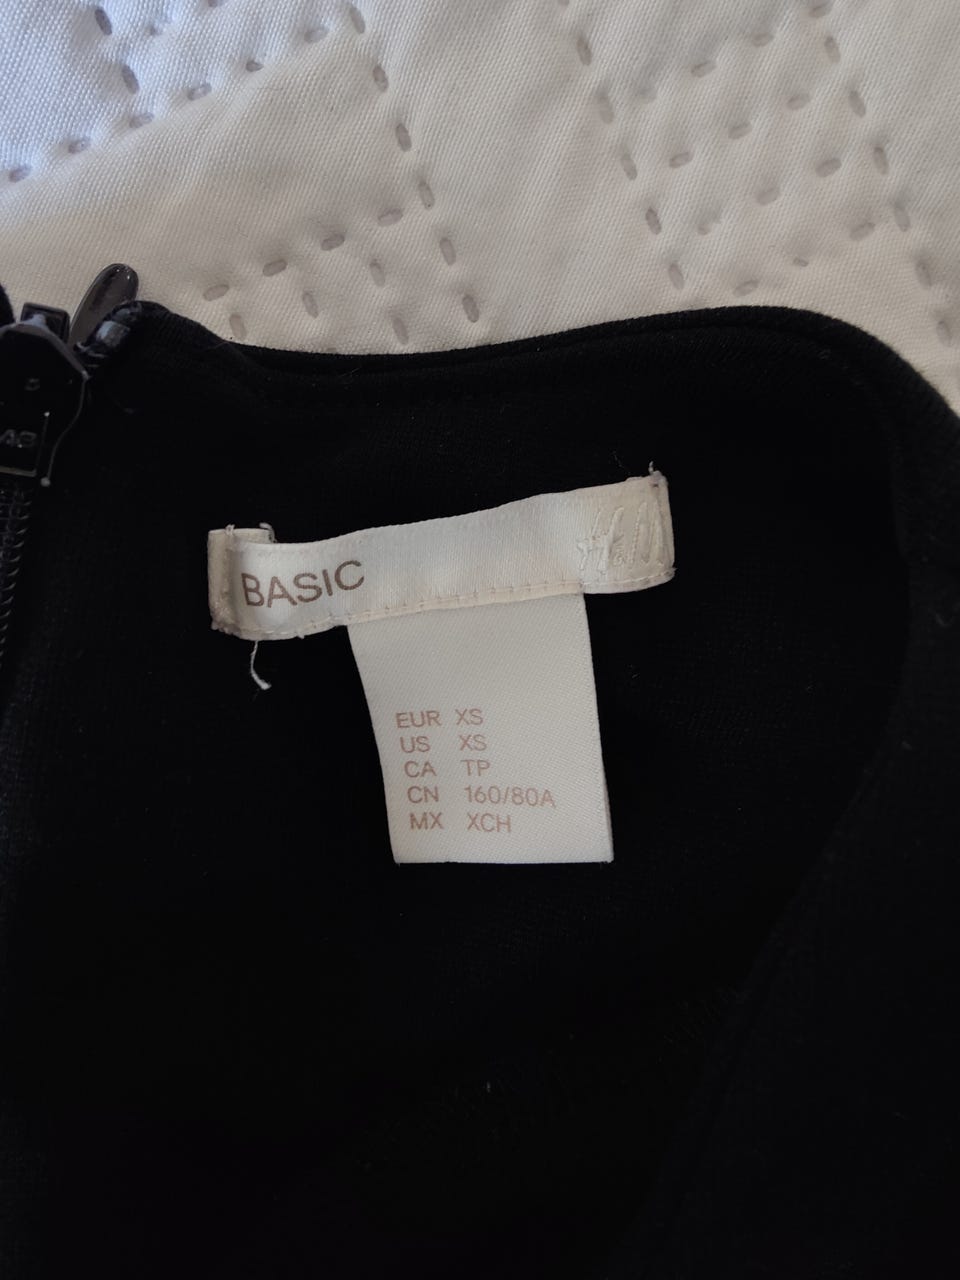 BASIC H&M
EUR XS
US XS
CA TP
CN 160/80A
MX XCH